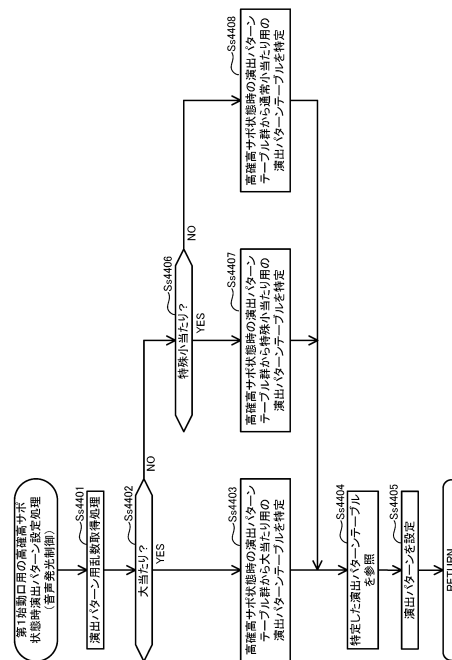 第1始動口用の高確高サポ
状態時演出パターン設定処理
(音声発光制御)
Ss4401
演出パターン用乱数取得処理
Ss4402
大当たり?
NO
YES
Ss4403
高確高サポ状態時の演出パターン
テーブル群から大当たり用の
演出パターンテーブルを特定
Ss4406
特殊小当たり?
NO
YES
Ss4407
高確高サポ状態時の演出パターン
テーブル群から特殊小当たり用の
演出パターンテーブルを特定
Ss4408
高確高サポ状態時の演出パターン
テーブル群から通常小当たり用の
演出パターンテーブルを特定
Ss4404
特定した演出パターンテーブル
を参照
Ss4405
演出パターンを設定
RETURN